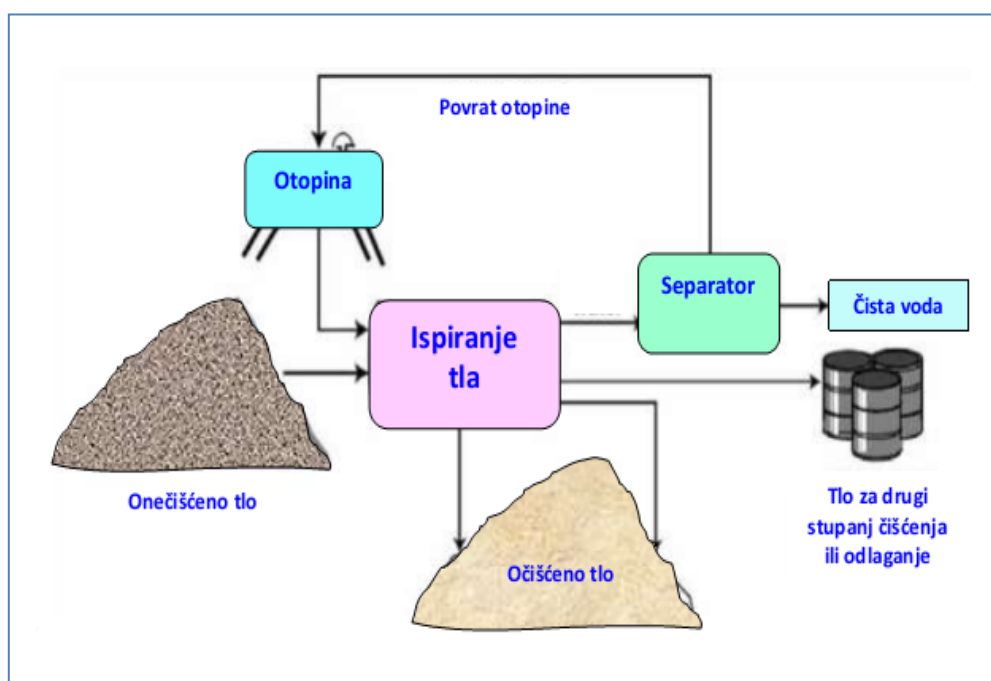 Povrat otopine
Otopina
Separator
Čista voda
Ispiranje
tla
Onečišćeno tlo
Očišćeno tlo
Tlo za drugi
stupanj čišćenja
ili odlaganje